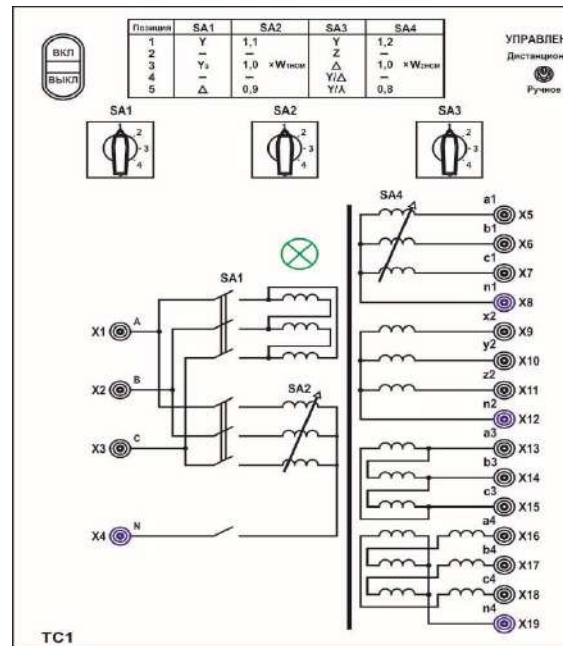 ВКЛ
ВЫКЛ
Позиция SA1 SA2 SA3 SA4
1 Y 1,1 Y 1,2
2 – – Z –
3 Y₀ 1,0 ×W1НОМ △ 1,0 ×W2НОМ
4 – – Y/△ –
5 △ 0,9 Y/⅄ 0,8
УПРАВЛЕН
Дистанцион
Ручное
SA1
2
3
4
SA2
2
3
4
SA3
2
3
4
SA1
SA2
SA4
X1 A
X2 B
X3 C
X4 N
a1 X5
b1 X6
c1 X7
n1 X8
x2 X9
y2 X10
z2 X11
n2 X12
a3 X13
b3 X14
c3 X15
a4 X16
b4 X17
c4 X18
n4 X19
TC1